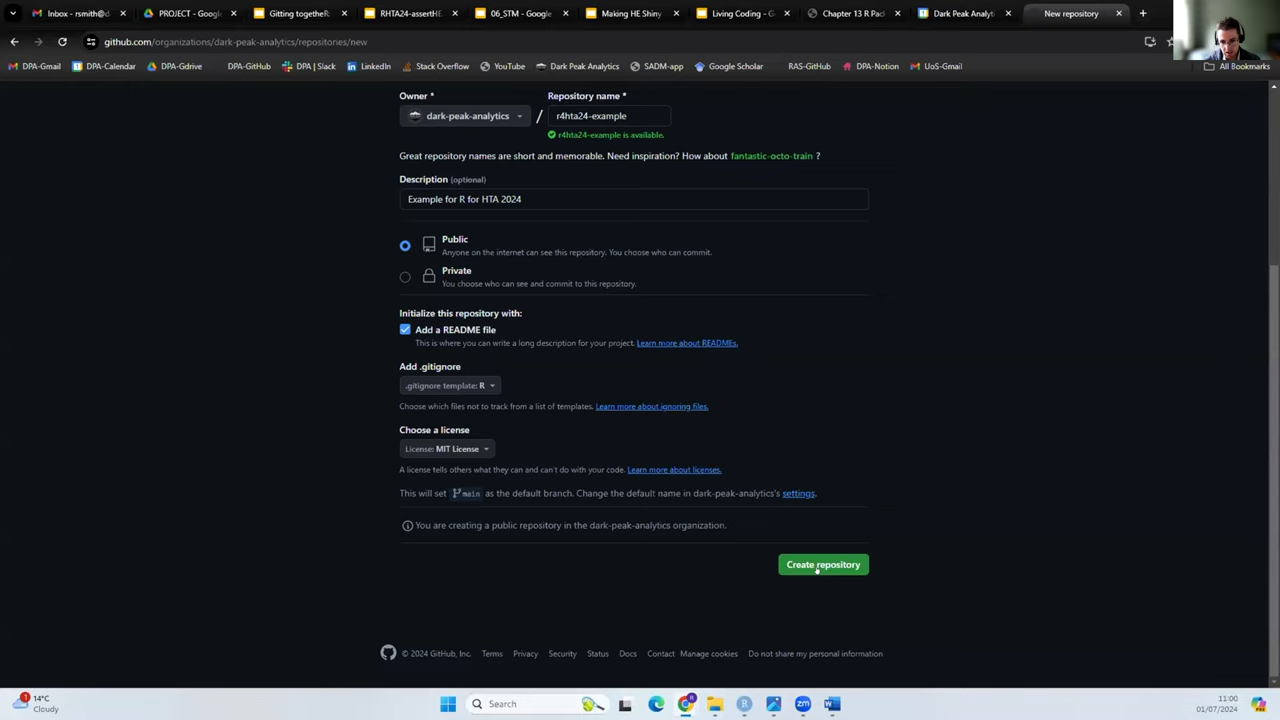 Inbox - rsmith@d
PROJECT - Google
Gitting togetheR
RHTA24-assertHE
06_STM - Google
Making HE Shiny
Living Coding - G
Chapter 13 R Pac
Dark Peak Analyti
New repository
github.com/organizations/dark-peak-analytics/repositories/new
DPA-Gmail
DPA-Calendar
DPA-Gdrive
DPA-GitHub
DPA | Slack
LinkedIn
Stack Overflow
YouTube
Dark Peak Analytics
SADM-app
Google Scholar
RAS-GitHub
DPA-Notion
UoS-Gmail
All Bookmarks
Owner *
Repository name *
dark-peak-analytics
/
r4hta24-example
r4hta24-example is available.
Great repository names are short and memorable. Need inspiration? How about fantastic-octo-train ?
Description (optional)
Example for R for HTA 2024
Public
Anyone on the internet can see this repository. You choose who can commit.
Private
You choose who can see and commit to this repository.
Initialize this repository with:
Add a README file
This is where you can write a long description for your project. Learn more about READMEs.
Add .gitignore
.gitignore template: R
Choose which files not to track from a list of templates. Learn more about ignoring files.
Choose a license
License: MIT License
A license tells others what they can and can't do with your code. Learn more about licenses.
This will set main as the default branch. Change the default name in dark-peak-analytics's settings.
You are creating a public repository in the dark-peak-analytics organization.
Create repository
© 2024 GitHub, Inc.
Terms
Privacy
Security
Status
Docs
Contact
Manage cookies
Do not share my personal information
1
14°C
Cloudy
Search
11:00
01/07/2024